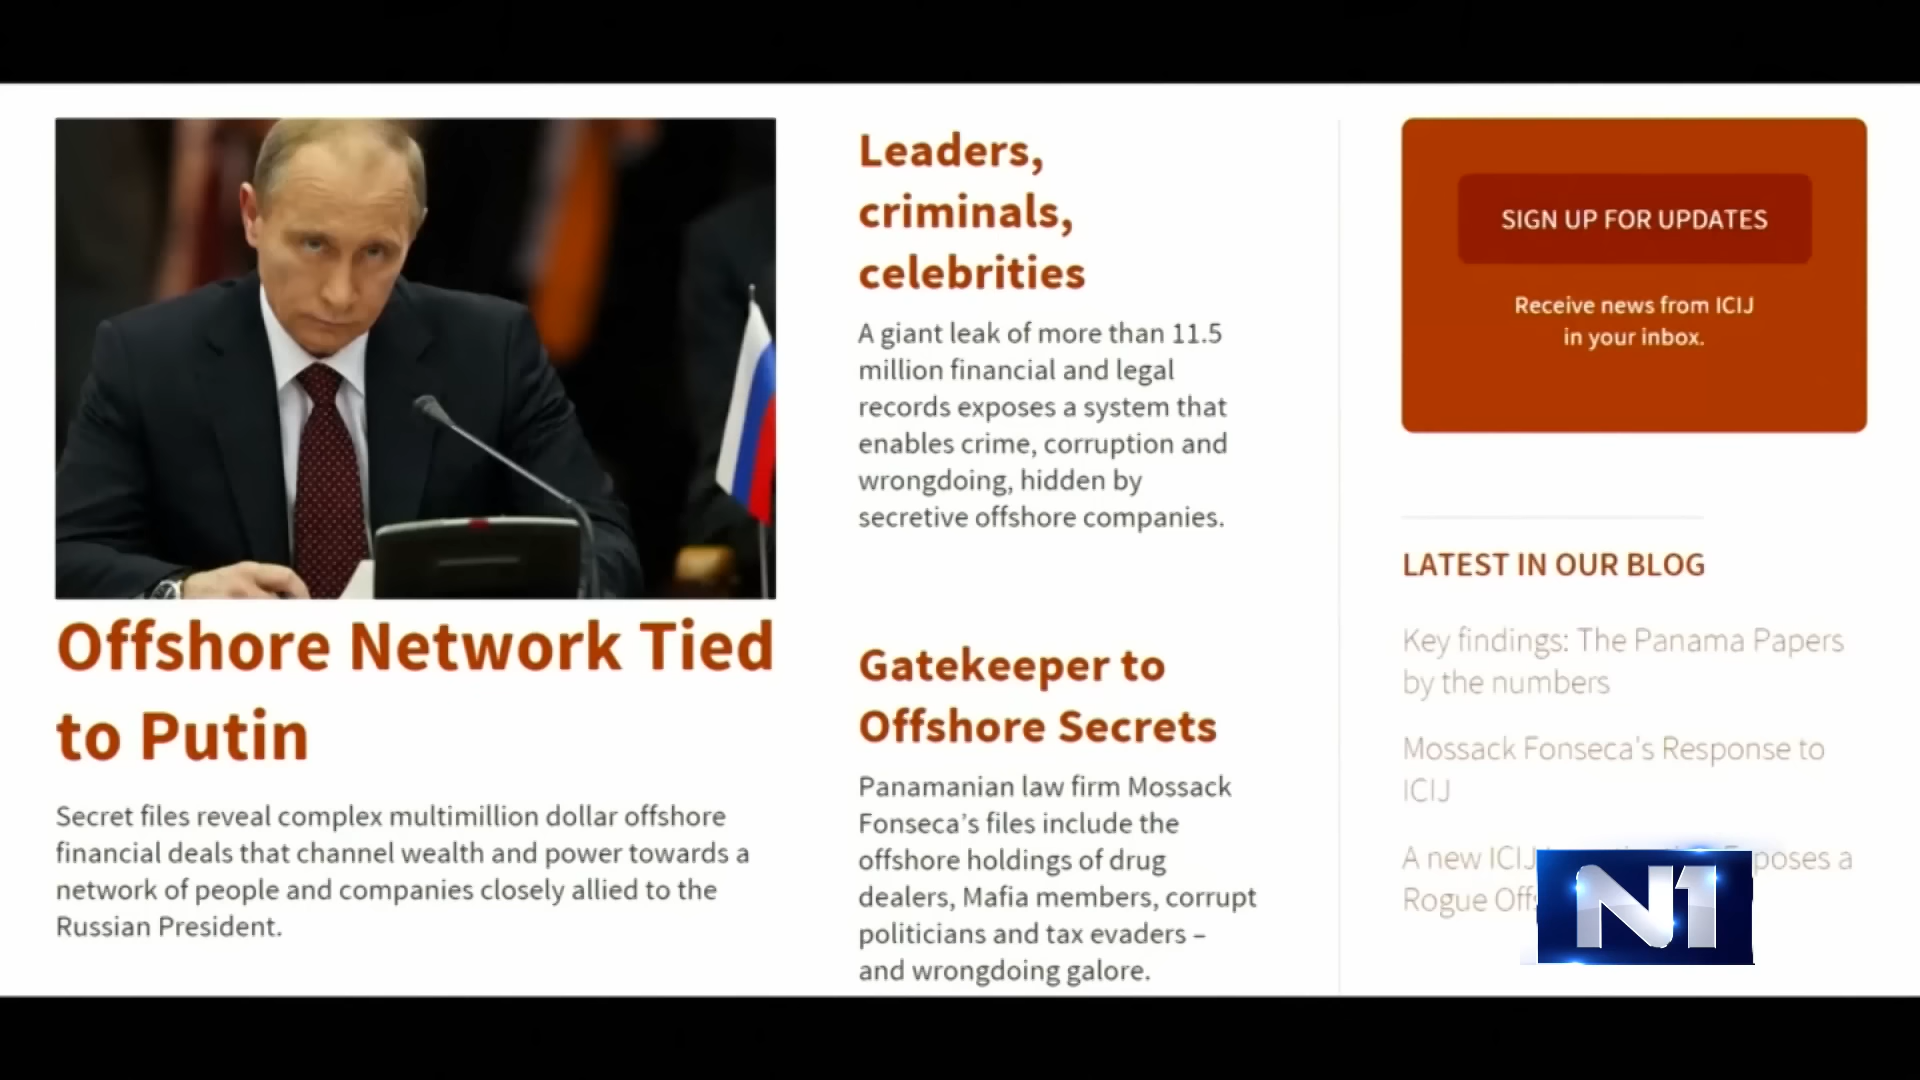 Offshore Network Tied
to Putin
Secret files reveal complex multimillion dollar offshore
financial deals that channel wealth and power towards a
network of people and companies closely allied to the
Russian President.
Leaders,
criminals,
celebrities
A giant leak of more than 11.5
million financial and legal
records exposes a system that
enables crime, corruption and
wrongdoing, hidden by
secretive offshore companies.
Gatekeeper to
Offshore Secrets
Panamanian law firm Mossack
Fonseca's files include the
offshore holdings of drug
dealers, Mafia members, corrupt
politicians and tax evaders –
and wrongdoing galore.
SIGN UP FOR UPDATES
Receive news from ICIJ
in your inbox.
LATEST IN OUR BLOG
Key findings: The Panama Papers
by the numbers
Mossack Fonseca's Response to
ICIJ
A new ICIJ a
Rogue
N1